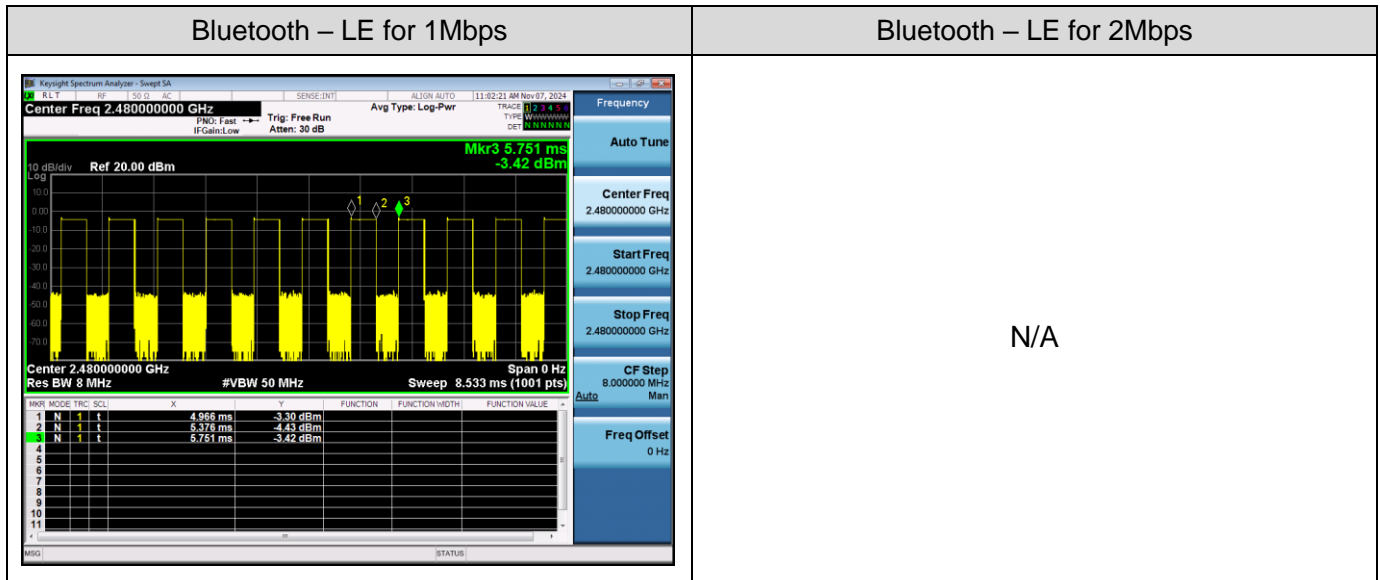 Bluetooth – LE for 1Mbps
Bluetooth – LE for 2Mbps
Keysight Spectrum Analyzer - Swept SA
RLT RF 50 Ω AC SENSE:INT ALIGN AUTO 11:02:21 AM Nov 07, 2024
Center Freq 2.480000000 GHz
PNO: Fast
IFGain:Low
Trig: Free Run
Atten: 30 dB
Avg Type: Log-Pwr
TRACE 1 2 3 4 5 6
TYPE WWWWWW
DET N N N N N N
Mkr3 5.751 ms
-3.42 dBm
10 dB/div Ref 20.00 dBm
Log
10.0
0.00
-10.0
-20.0
-30.0
-40.0
-50.0
-60.0
-70.0
1
2
3
Center 2.480000000 GHz Span 0 Hz
Res BW 8 MHz #VBW 50 MHz Sweep 8.533 ms (1001 pts)
MKR MODE TRC SCL X Y FUNCTION FUNCTION WIDTH FUNCTION VALUE
1 N 1 t 4.966 ms -3.30 dBm
2 N 1 t 5.376 ms -4.43 dBm
3 N 1 t 5.751 ms -3.42 dBm
4
5
6
7
8
9
10
11
MSG STATUS
Frequency
Auto Tune
Center Freq
2.480000000 GHz
Start Freq
2.480000000 GHz
Stop Freq
2.480000000 GHz
CF Step
8.000000 MHz
Auto Man
Freq Offset
0 Hz
N/A